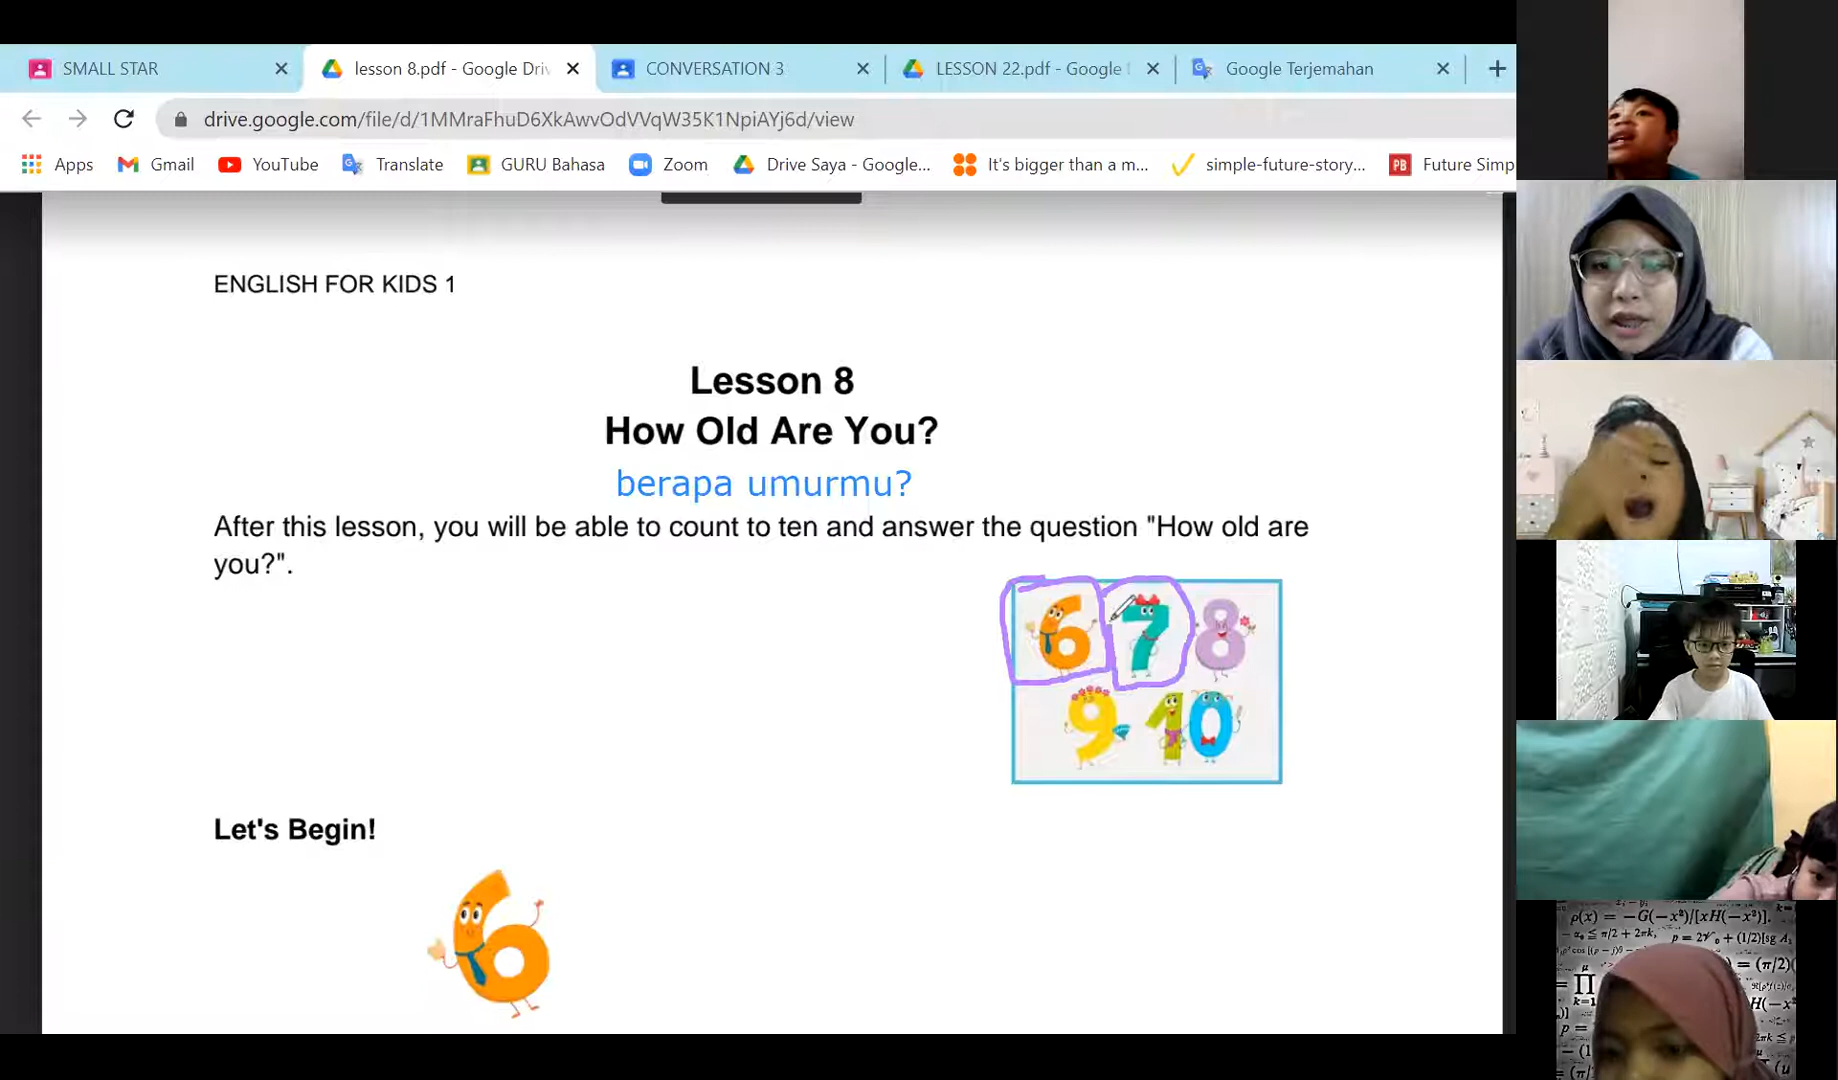 SMALL STAR
lesson 8.pdf - Google Driv
CONVERSATION 3
LESSON 22.pdf - Google
Google Terjemahan
drive.google.com/file/d/1MMraFhuD6XkAwvOdVVqW35K1NpiAYj6d/view
Apps
Gmail
YouTube
Translate
GURU Bahasa
Zoom
Drive Saya - Google...
It's bigger than a m...
simple-future-story...
PB
Future Simp
ENGLISH FOR KIDS 1
Lesson 8
How Old Are You?
berapa umurmu?
After this lesson, you will be able to count to ten and answer the question "How old are
you?".
6 7 8
9 10
Let's Begin!
6